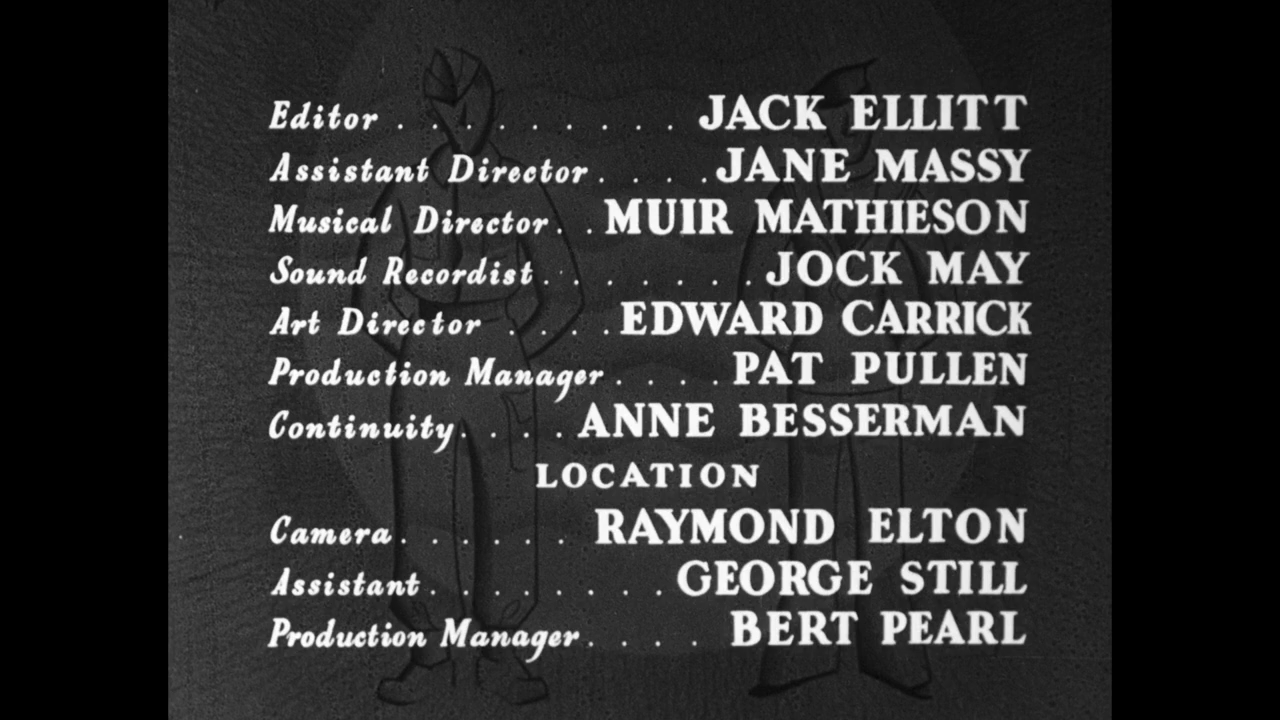 Editor . . . . . . . . . JACK ELLITT
Assistant Director . . . . JANE MASSY
Musical Director . . MUIR MATHIESON
Sound Recordist . . . . . . . JOCK MAY
Art Director . . . . EDWARD CARRICK
Production Manager . . . . PAT PULLEN
Continuity . . . . ANNE BESSERMAN
LOCATION
Camera . . . . . . RAYMOND ELTON
Assistant . . . . . . . . GEORGE STILL
Production Manager . . . . BERT PEARL